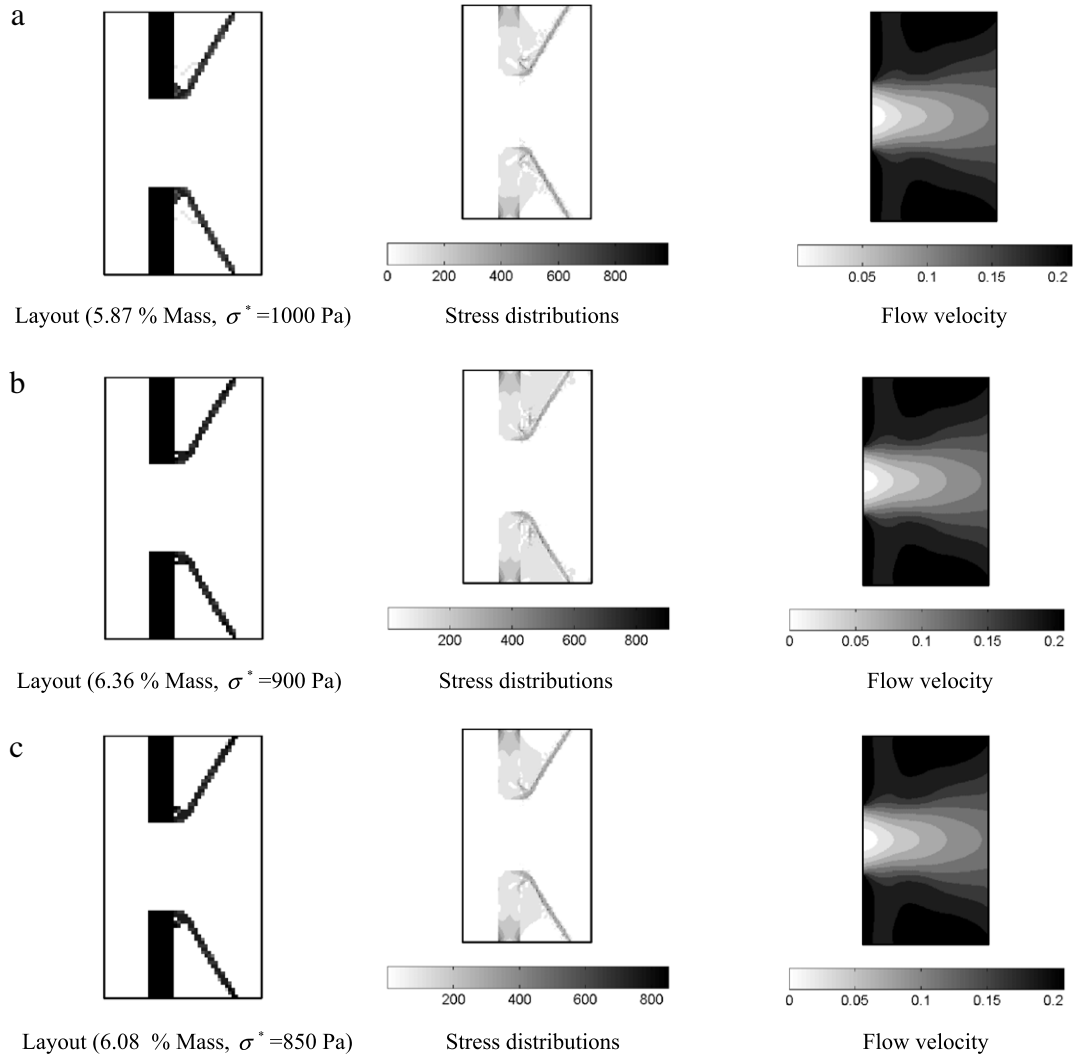 a
0 200 400 600 800
0.05 0.1 0.15 0.2
Layout (5.87 % Mass, σ* =1000 Pa)
Stress distributions
Flow velocity
b
200 400 600 800
0 0.05 0.1 0.15 0.2
Layout (6.36 % Mass, σ* =900 Pa)
Stress distributions
Flow velocity
c
200 400 600 800
0 0.05 0.1 0.15 0.2
Layout (6.08 % Mass, σ* =850 Pa)
Stress distributions
Flow velocity